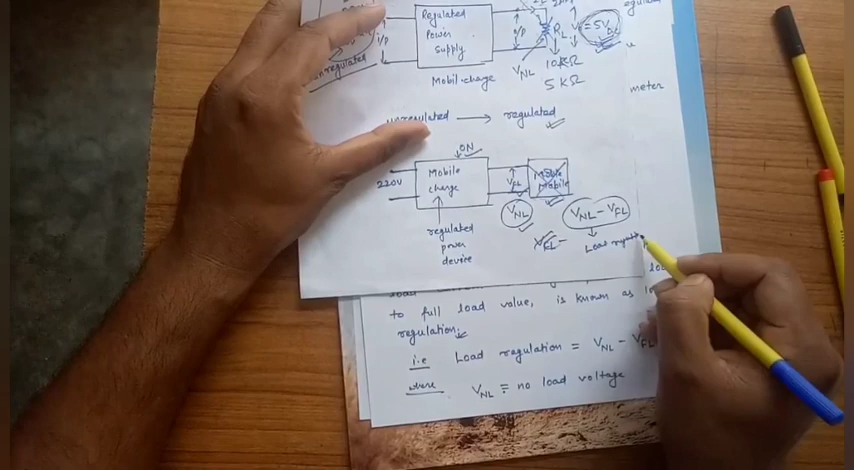 Regulated
Power
Supply
I/P
O/P
RL
= 5V
unregulated
VNL
10KΩ
5 KΩ
Mobil-charge
meter
unregulated → regulated
ON
220V
Mobile
charge
VFL
Mobile
VNL
VNL - VFL
regulated
power
device
VFL -
Load
to full load value, is known as
regulation.
i.e Load regulation = VNL - VFL
where VNL = no load voltage